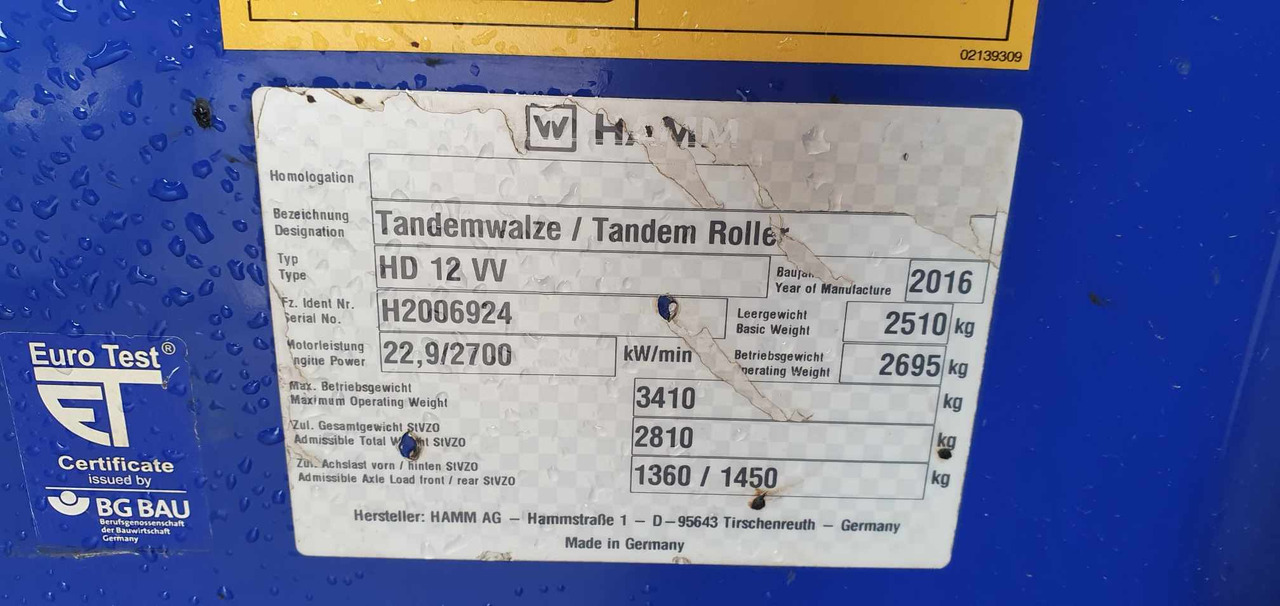 02139309
HAMM
Homologation
Bezeichnung
Designation
Tandemwalze / Tandem Roller
Typ
Type
HD 12 VV
Year of Manufacture
2016
Fz. Ident Nr.
Serial No.
H2006924
Leergewicht
Basic Weight
2510 kg
Motorleistung
Engine Power
22,9/2700 kW/min
Betriebsgewicht
Operating Weight
2695 kg
Max. Betriebsgewicht
Maximum Operating Weight
3410 kg
Zul. Gesamtgewicht StVZO
Admissible Total Weight StVZO
2810 kg
Zul. Achslast vorn / hinten StVZO
Admissible Axle Load front / rear StVZO
1360 / 1450 kg
Hersteller: HAMM AG – Hammstraße 1 – D–95643 Tirschenreuth – Germany
Made in Germany
Euro Test®
ET
Certificate
issued by
BG BAU
Berufsgenossenschaft
der Bauwirtschaft
Germany